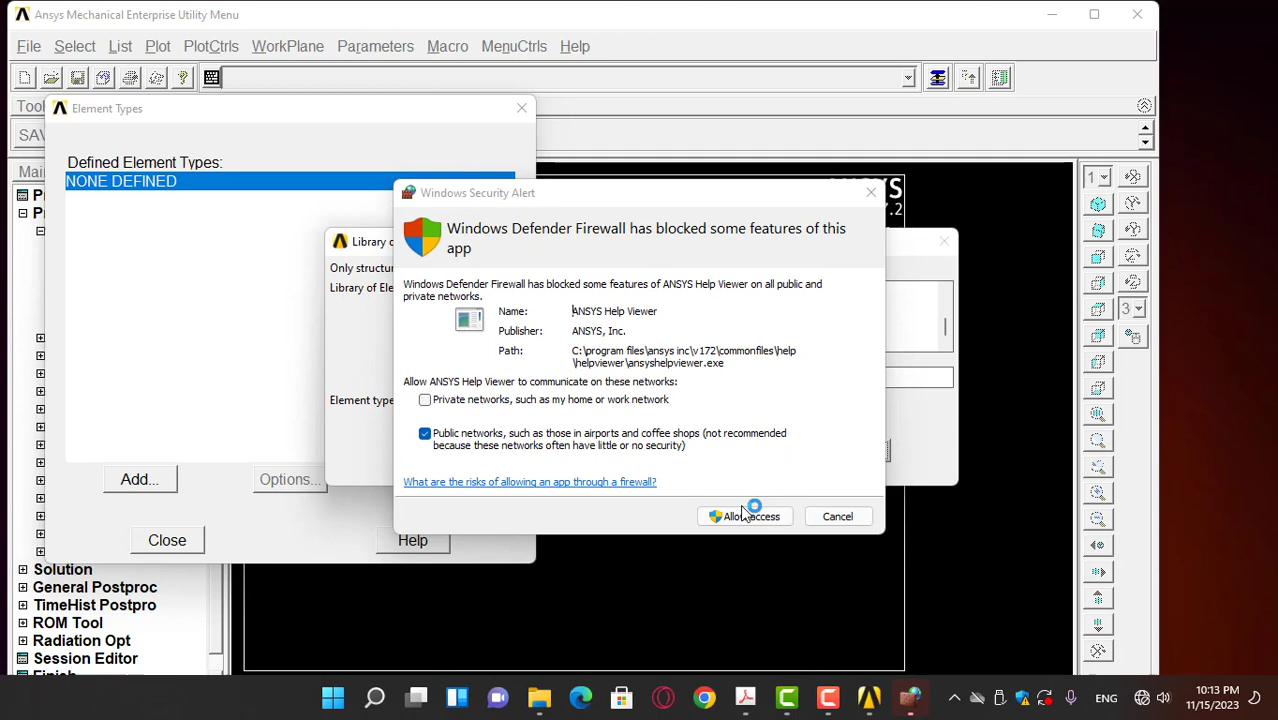 Ansys Mechanical Enterprise Utility Menu
File Select List Plot PlotCtrls WorkPlane Parameters Macro MenuCtrls Help
Element Types
Defined Element Types:
NONE DEFINED
Windows Security Alert
Windows Defender Firewall has blocked some features of this
app
Only structu
Windows Defender Firewall has blocked some features of ANSYS Help Viewer on all public and
private networks.
Name: ANSYS Help Viewer
Publisher: ANSYS, Inc.
Path: C:\program files\ansys inc\v172\commonfiles\help
\helpviewer\ansyshelpviewer.exe
Allow ANSYS Help Viewer to communicate on these networks:
Private networks, such as my home or work network
Element type
Public networks, such as those in airports and coffee shops (not recommended
because these networks often have little or no security)
What are the risks of allowing an app through a firewall?
Add... Options...
Allow access Cancel
Close Help
Solution
General Postproc
TimeHist Postpro
ROM Tool
Radiation Opt
Session Editor
1
3
ENG
10:13 PM
11/15/2023